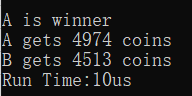 A is winner
A gets 4974 coins
B gets 4513 coins
Run Time:10us